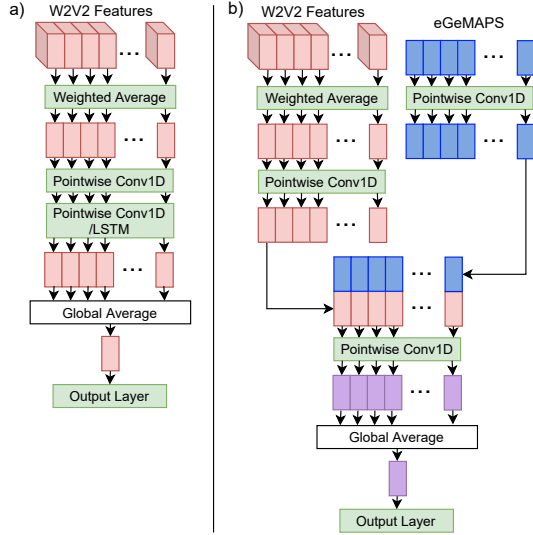 a)
W2V2 Features
...
Weighted Average
...
Pointwise Conv1D
Pointwise Conv1D
/LSTM
...
Global Average
Output Layer
b)
W2V2 Features
eGeMAPS
...
...
Weighted Average
Pointwise Conv1D
...
...
Pointwise Conv1D
...
...
...
Pointwise Conv1D
...
Global Average
Output Layer